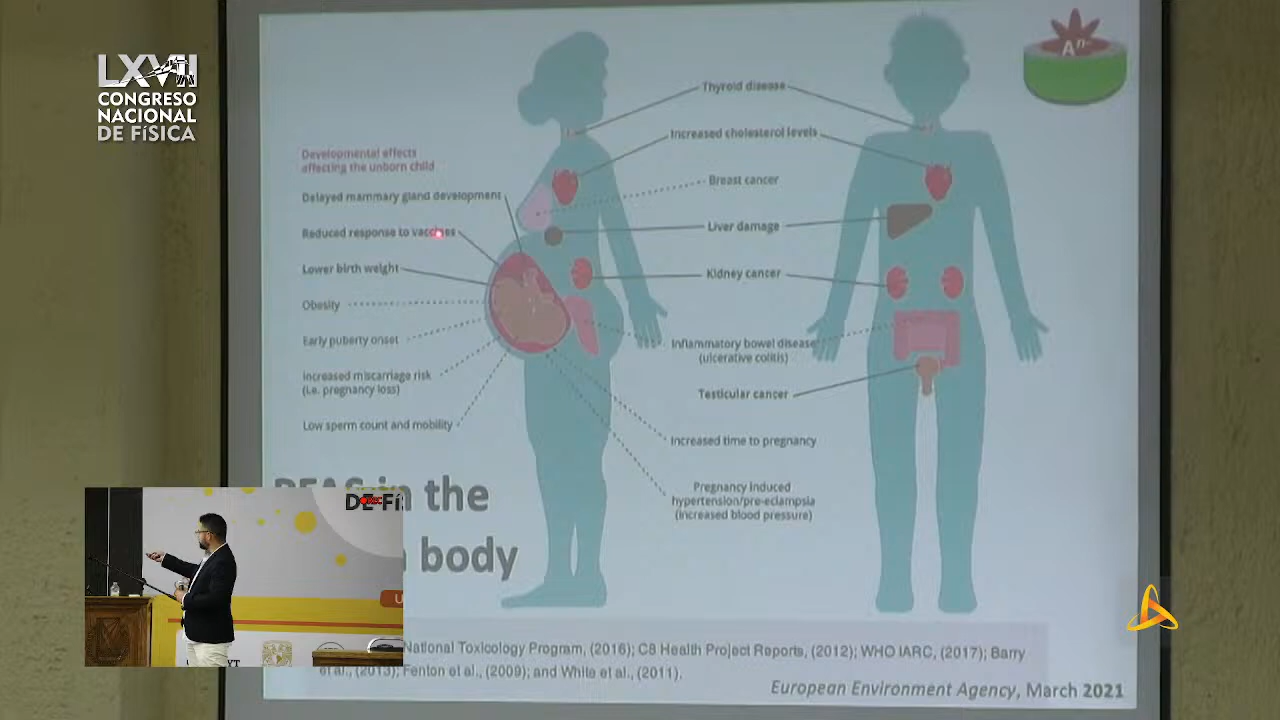 LXVII
CONGRESO
NACIONAL
DE FÍSICA
Aⁿ
Thyroid disease
Increased cholesterol levels
Breast cancer
Liver damage
Kidney cancer
Inflammatory bowel disease
(ulcerative colitis)
Testicular cancer
Increased time to pregnancy
Pregnancy induced
hypertension/pre-eclampsia
(increased blood pressure)
Developmental effects
affecting the unborn child
Delayed mammary gland development
Reduced response to vaccines
Lower birth weight
Obesity
Early puberty onset
Increased miscarriage risk
(i.e. pregnancy loss)
Low sperm count and mobility
PFAS in the
body
National Toxicology Program, (2016); C8 Health Project Reports, (2012); WHO IARC, (2017); Barry
et al., (2013); Fenton et al., (2009); and White et al., (2011).
European Environment Agency, March 2021
DE FÍ
U